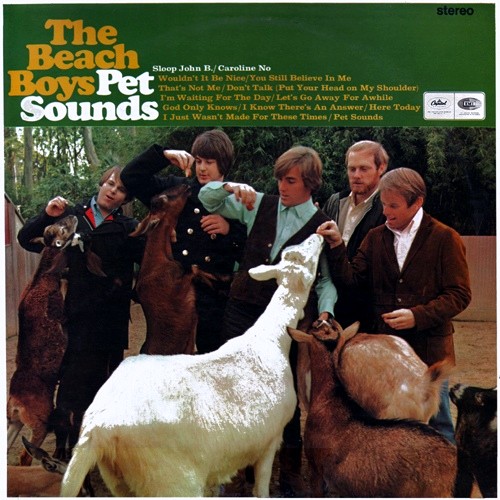 stereo
The
Beach
Boys Pet
Sounds
Sloop John B./Caroline No
Wouldn't It Be Nice/You Still Believe In Me
That's Not Me/Don't Talk (Put Your Head on My Shoulder)
I'm Waiting For The Day/Let's Go Away For Awhile
God Only Knows/I Know There's An Answer/Here Today
I Just Wasn't Made For These Times/Pet Sounds
Capitol
EMI